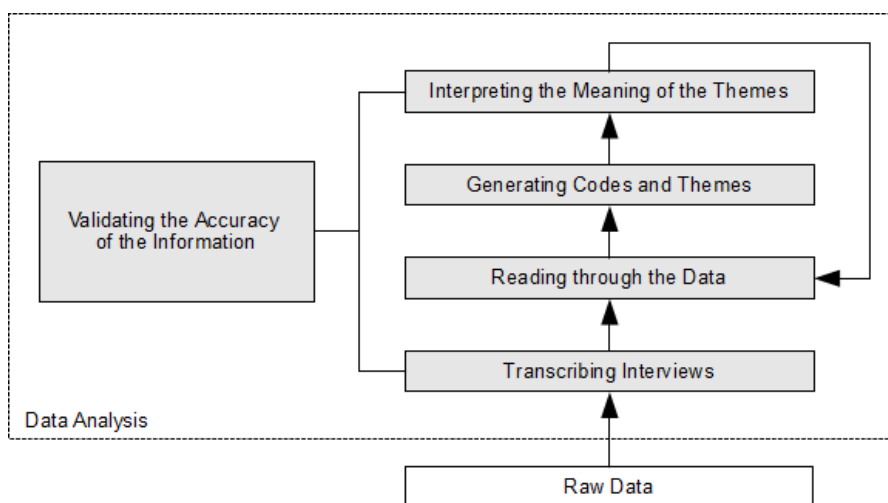 Interpreting the Meaning of the Themes
Generating Codes and Themes
Validating the Accuracy
of the Information
Reading through the Data
Transcribing Interviews
Data Analysis
Raw Data